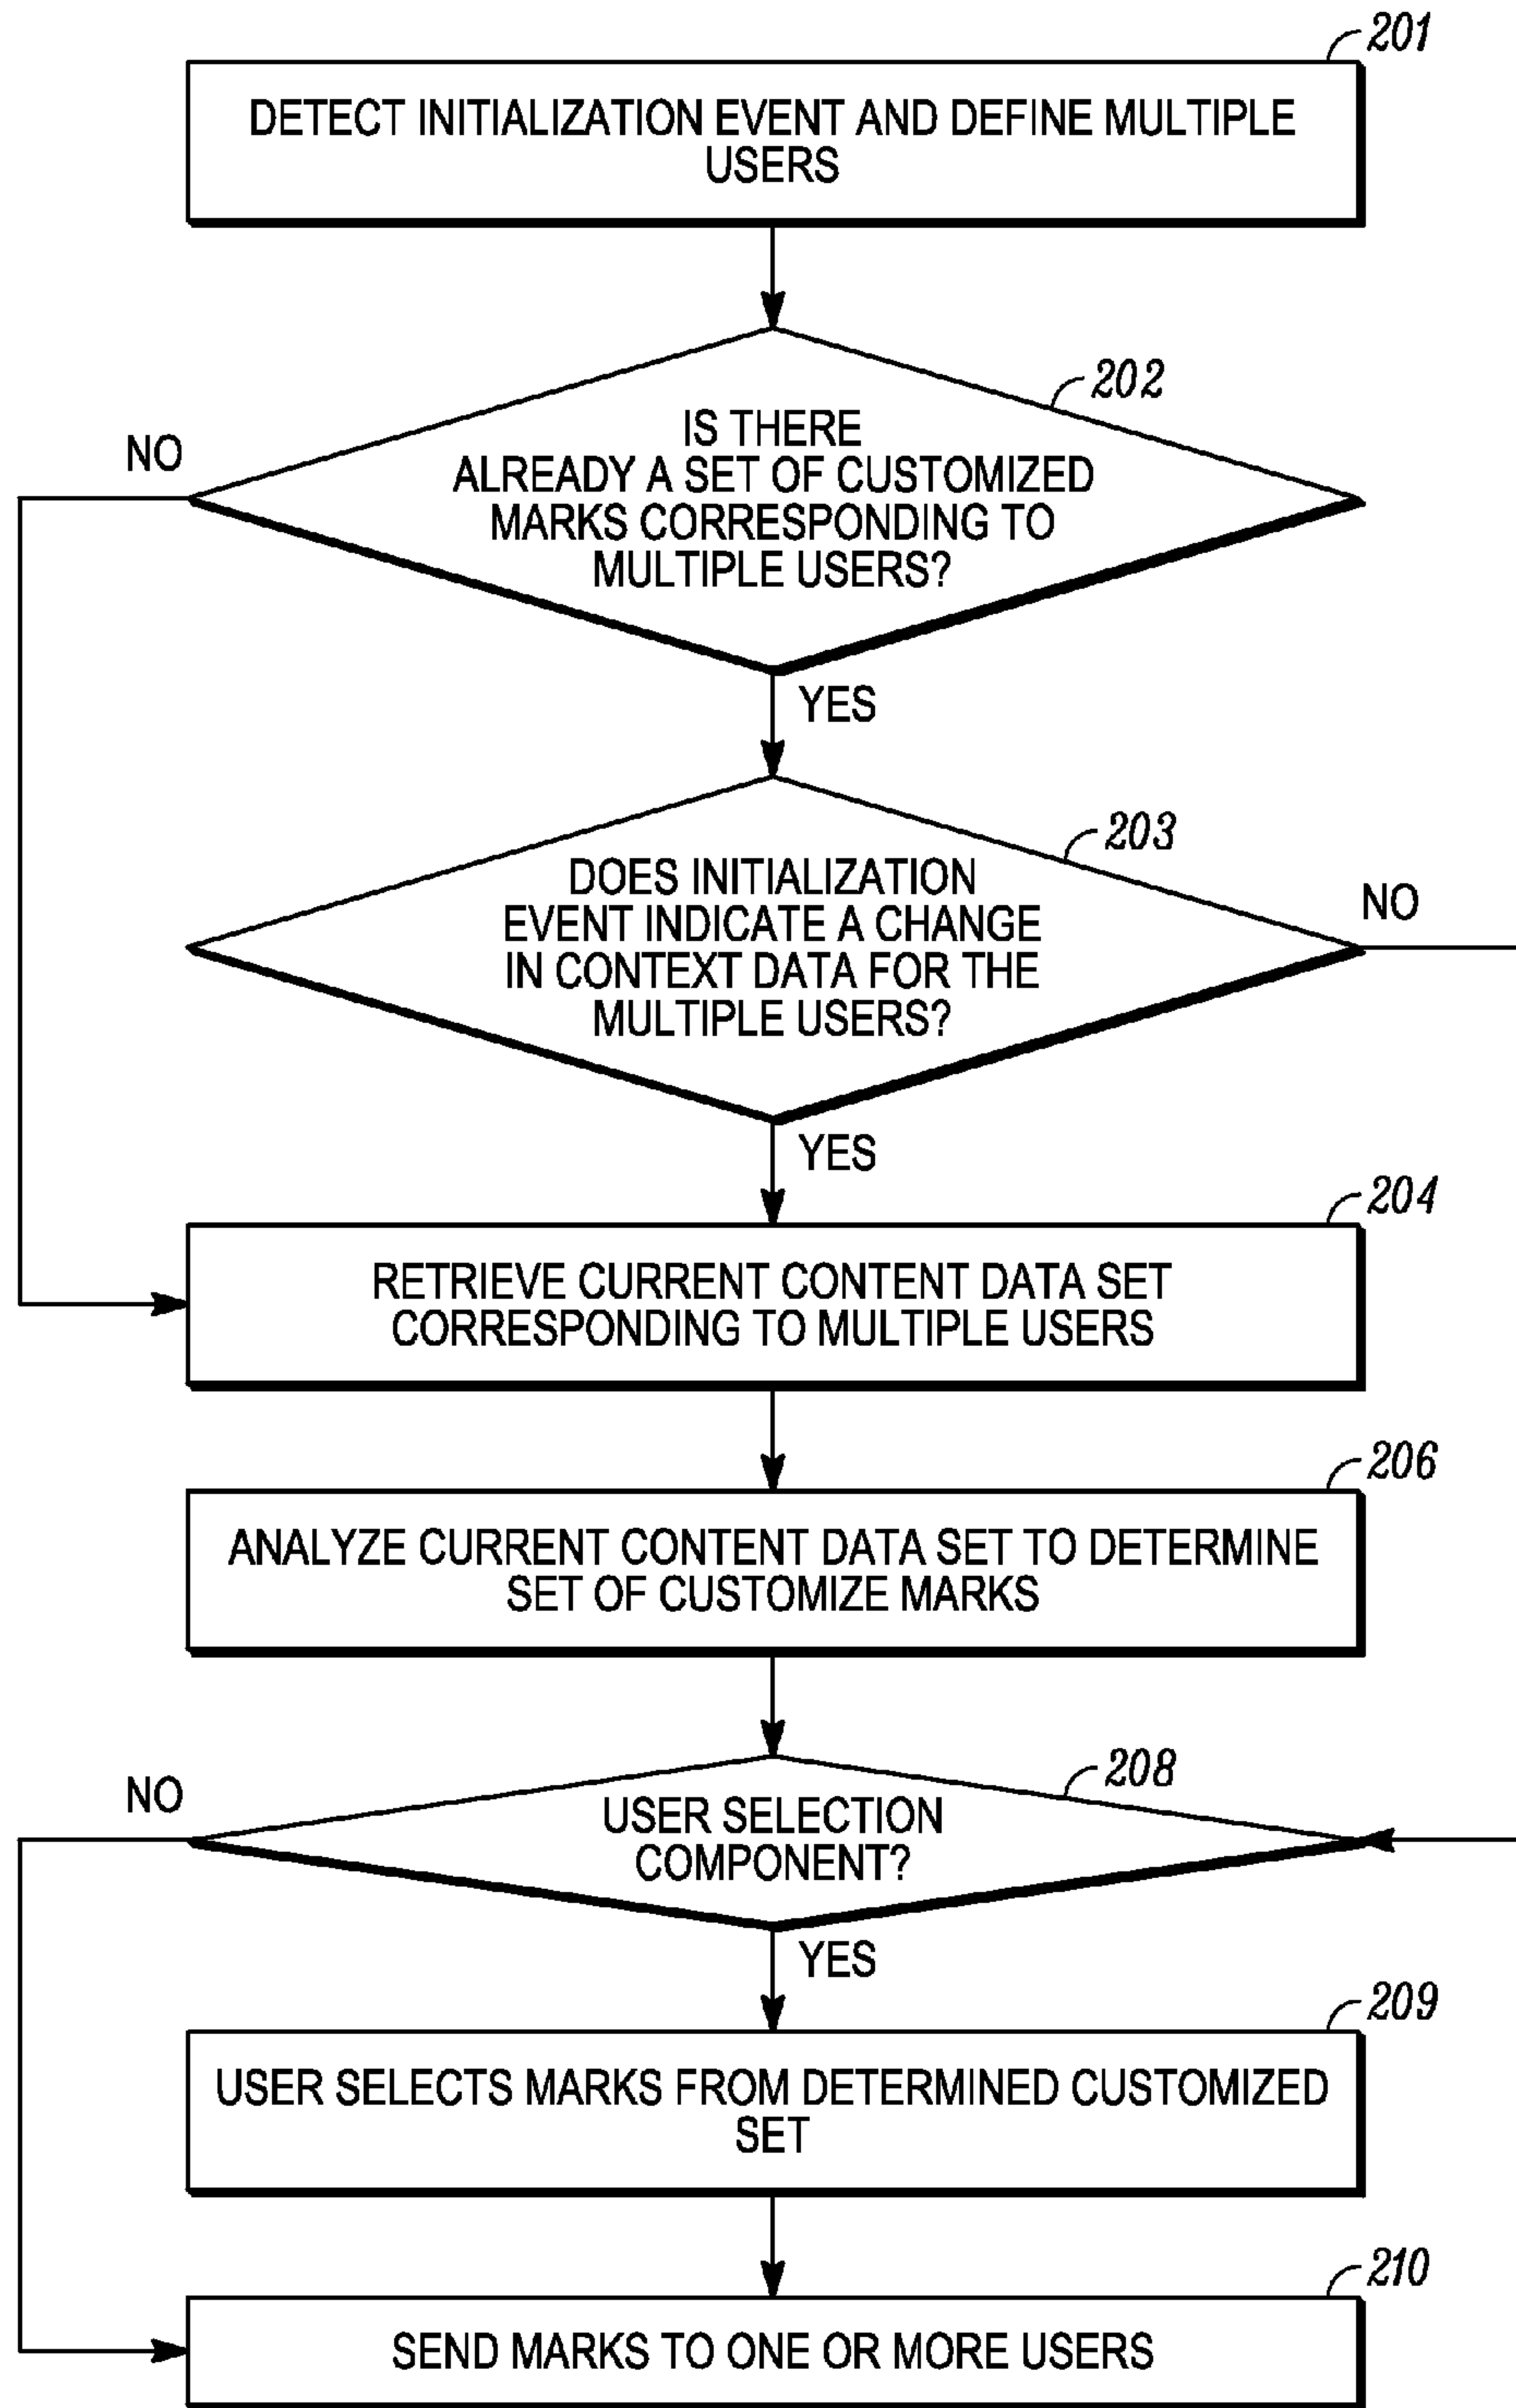 201
DETECT INITIALIZATION EVENT AND DEFINE MULTIPLE
USERS
202
NO
IS THERE
ALREADY A SET OF CUSTOMIZED
MARKS CORRESPONDING TO
MULTIPLE USERS?
YES
203
DOES INITIALIZATION
EVENT INDICATE A CHANGE
IN CONTEXT DATA FOR THE
MULTIPLE USERS?
NO
YES
204
RETRIEVE CURRENT CONTENT DATA SET
CORRESPONDING TO MULTIPLE USERS
206
ANALYZE CURRENT CONTENT DATA SET TO DETERMINE
SET OF CUSTOMIZE MARKS
208
NO
USER SELECTION
COMPONENT?
YES
209
USER SELECTS MARKS FROM DETERMINED CUSTOMIZED
SET
210
SEND MARKS TO ONE OR MORE USERS